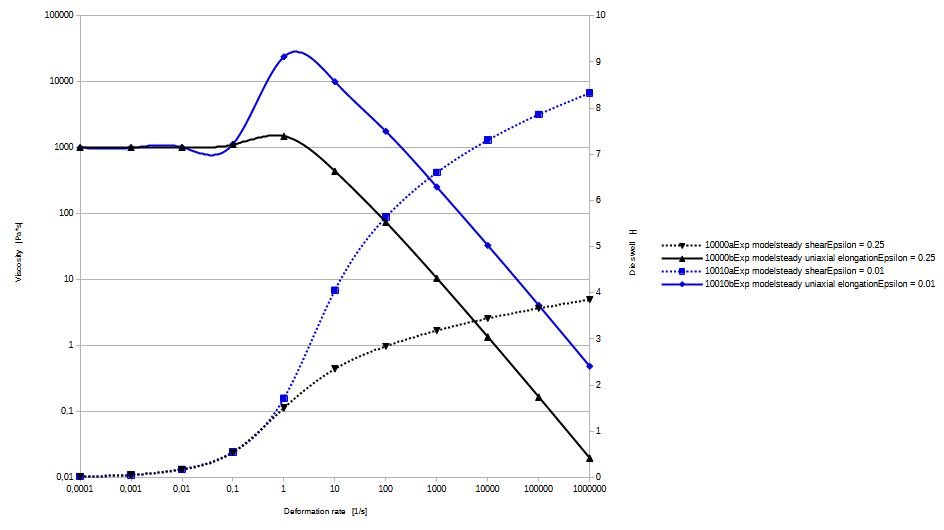 100000
10000
1000
100
10
1
0,1
0,01
10
9
8
7
6
5
4
3
2
1
0
0,0001 0,001 0,01 0,1 1 10 100 1000 10000 100000 1000000
Viscosity [Pa*s]
Die swell [-]
Deformation rate [1/s]
10000aExp modelsteady shearEpsilon = 0.25
10000bExp modelsteady uniaxial elongationEpsilon = 0.25
10010aExp modelsteady shearEpsilon = 0.01
10010bExp modelsteady uniaxial elongationEpsilon = 0.01